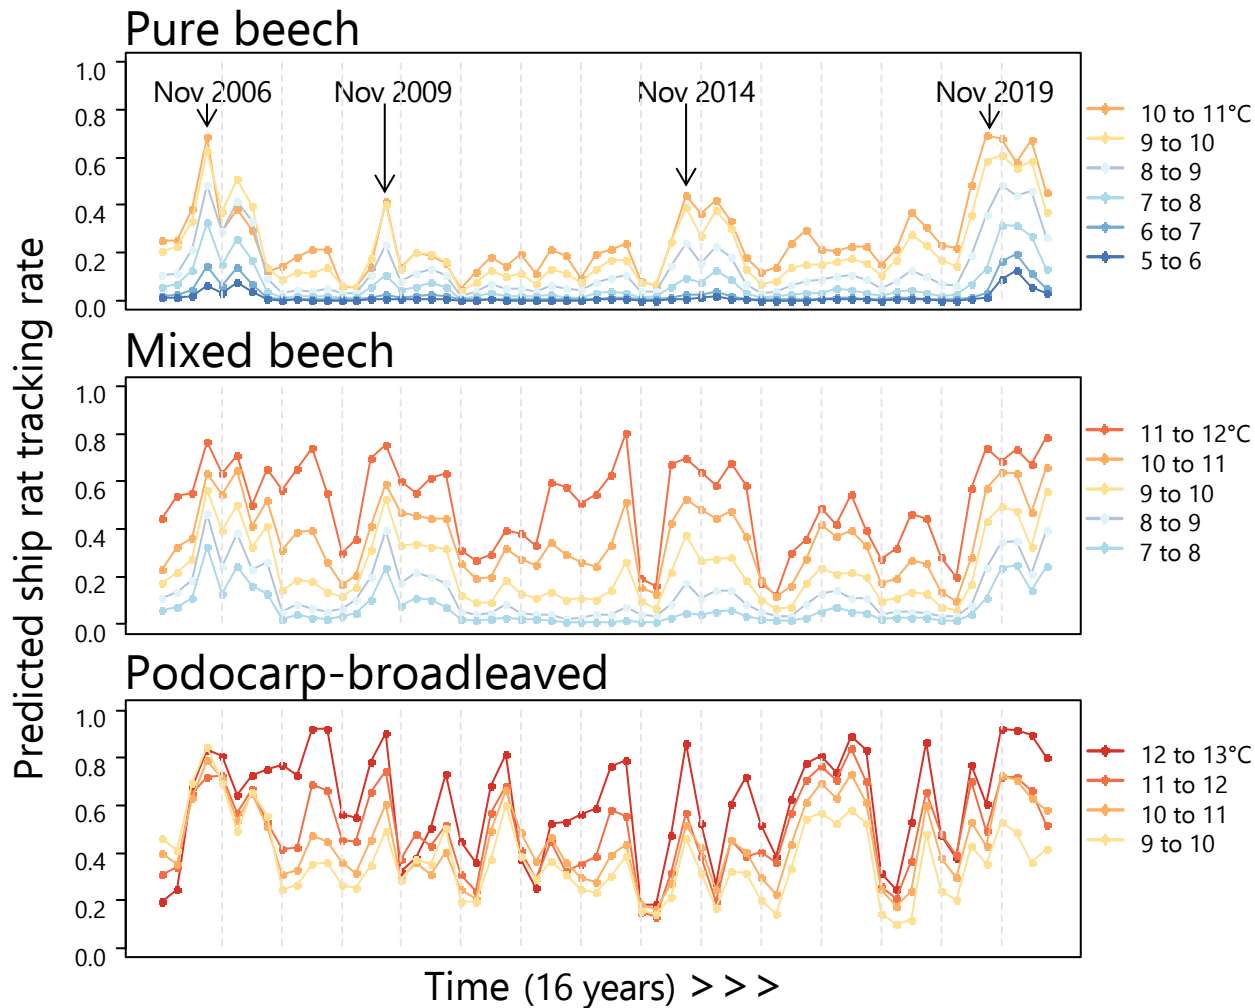 Pure beech
Nov 2006
Nov 2009
Nov 2014
Nov 2019
1.0
0.8
0.6
0.4
0.2
0.0
10 to 11°C
9 to 10
8 to 9
7 to 8
6 to 7
5 to 6
Predicted ship rat tracking rate
Mixed beech
1.0
0.8
0.6
0.4
0.2
0.0
11 to 12°C
10 to 11
9 to 10
8 to 9
7 to 8
Podocarp-broadleaved
1.0
0.8
0.6
0.4
0.2
0.0
12 to 13°C
11 to 12
10 to 11
9 to 10
Time (16 years) > > >